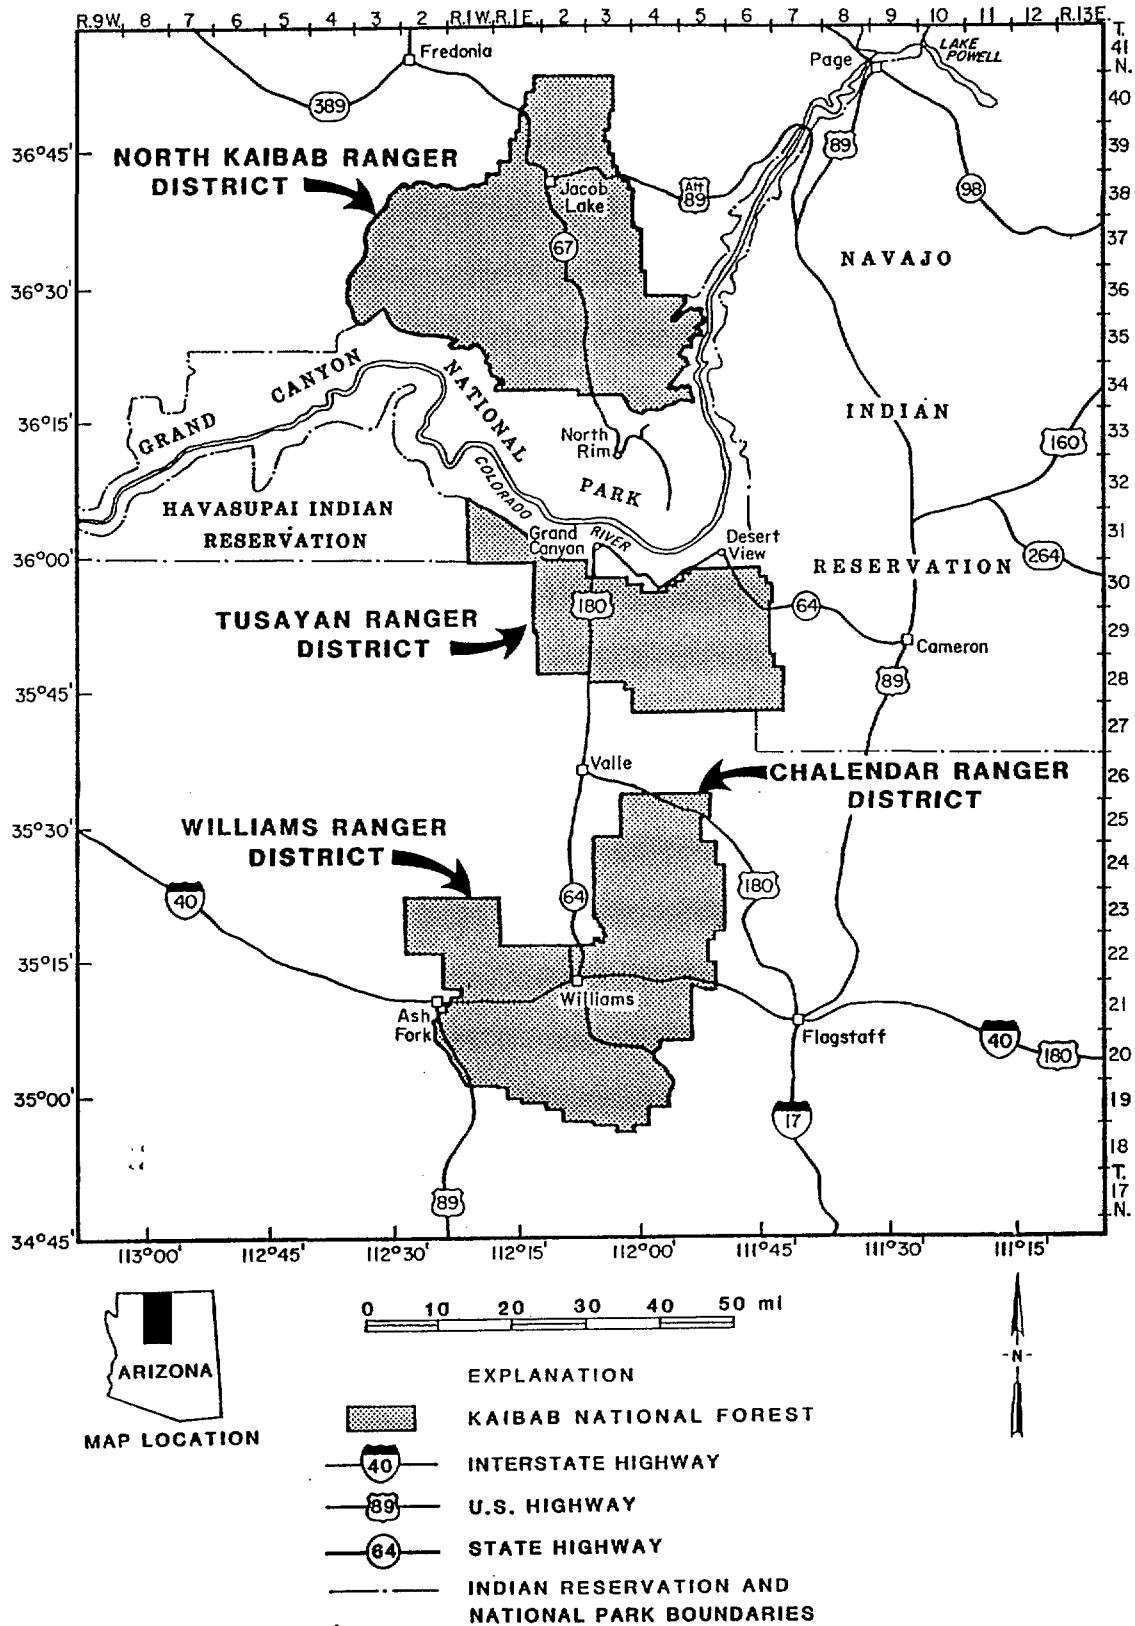 R.9W. 8 7 6 5 4 3 2 R.1W. R.1E. 2 3 4 5 6 7 8 9 10 11 12 R.13E.
T.
41
N.
40
39
38
37
36
35
34
33
32
31
30
29
28
27
26
25
24
23
22
21
20
19
18
T.
17
N.
36°45'
36°30'
36°15'
36°00'
35°45'
35°30'
35°15'
35°00'
34°45'
113°00' 112°45' 112°30' 112°15' 112°00' 111°45' 111°30' 111°15'
Fredonia
389
Page
LAKE
POWELL
89
98
NORTH KAIBAB RANGER
DISTRICT
Jacob
Lake
Alt
89
67
NAVAJO
INDIAN
RESERVATION
GRAND CANYON NATIONAL PARK
North
Rim
COLORADO RIVER
160
264
HAVASUPAI INDIAN
RESERVATION
Grand
Canyon
Desert
View
180
64
Cameron
89
TUSAYAN RANGER
DISTRICT
Valle
CHALENDAR RANGER
DISTRICT
WILLIAMS RANGER
DISTRICT
40
64
180
Williams
Ash
Fork
Flagstaff
40
180
17
89
ARIZONA
MAP LOCATION
0 10 20 30 40 50 mi
-N-
EXPLANATION
KAIBAB NATIONAL FOREST
40 INTERSTATE HIGHWAY
89 U.S. HIGHWAY
64 STATE HIGHWAY
INDIAN RESERVATION AND
NATIONAL PARK BOUNDARIES